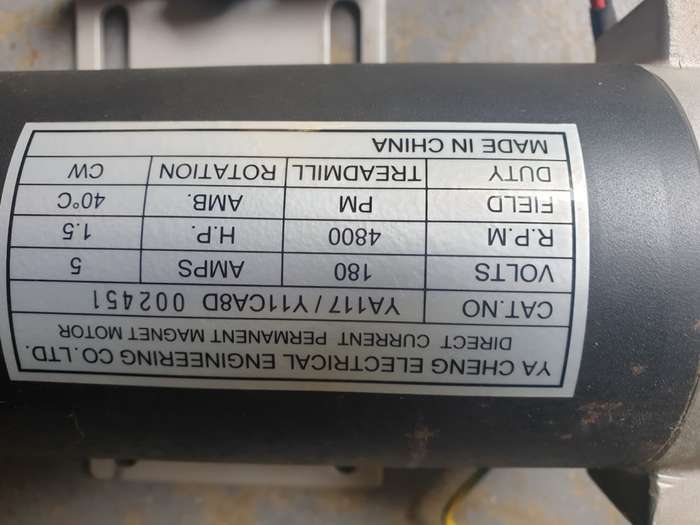 YA CHENG ELECTRICAL ENGINEERING CO.LTD.
DIRECT CURRENT PERMANENT MAGNET MOTOR
CAT.NO YA117 / Y11CA8D 002451
VOLTS 180 AMPS 5
R.P.M 4800 H.P. 1.5
FIELD PM AMB. 40°C
DUTY TREADMILL ROTATION CW
MADE IN CHINA